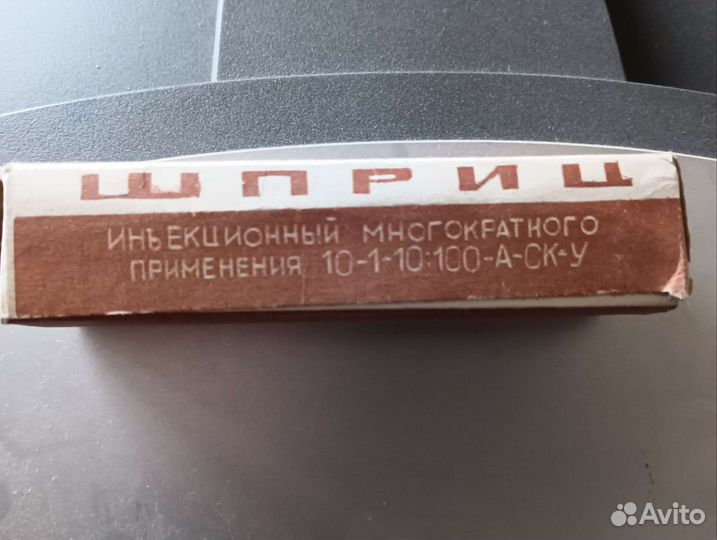 ШПРИЦ
ИНЪЕКЦИОННЫЙ МНОГОКРАТНОГО
ПРИМЕНЕНИЯ 10-1-10:100-А-СК-У
Avito